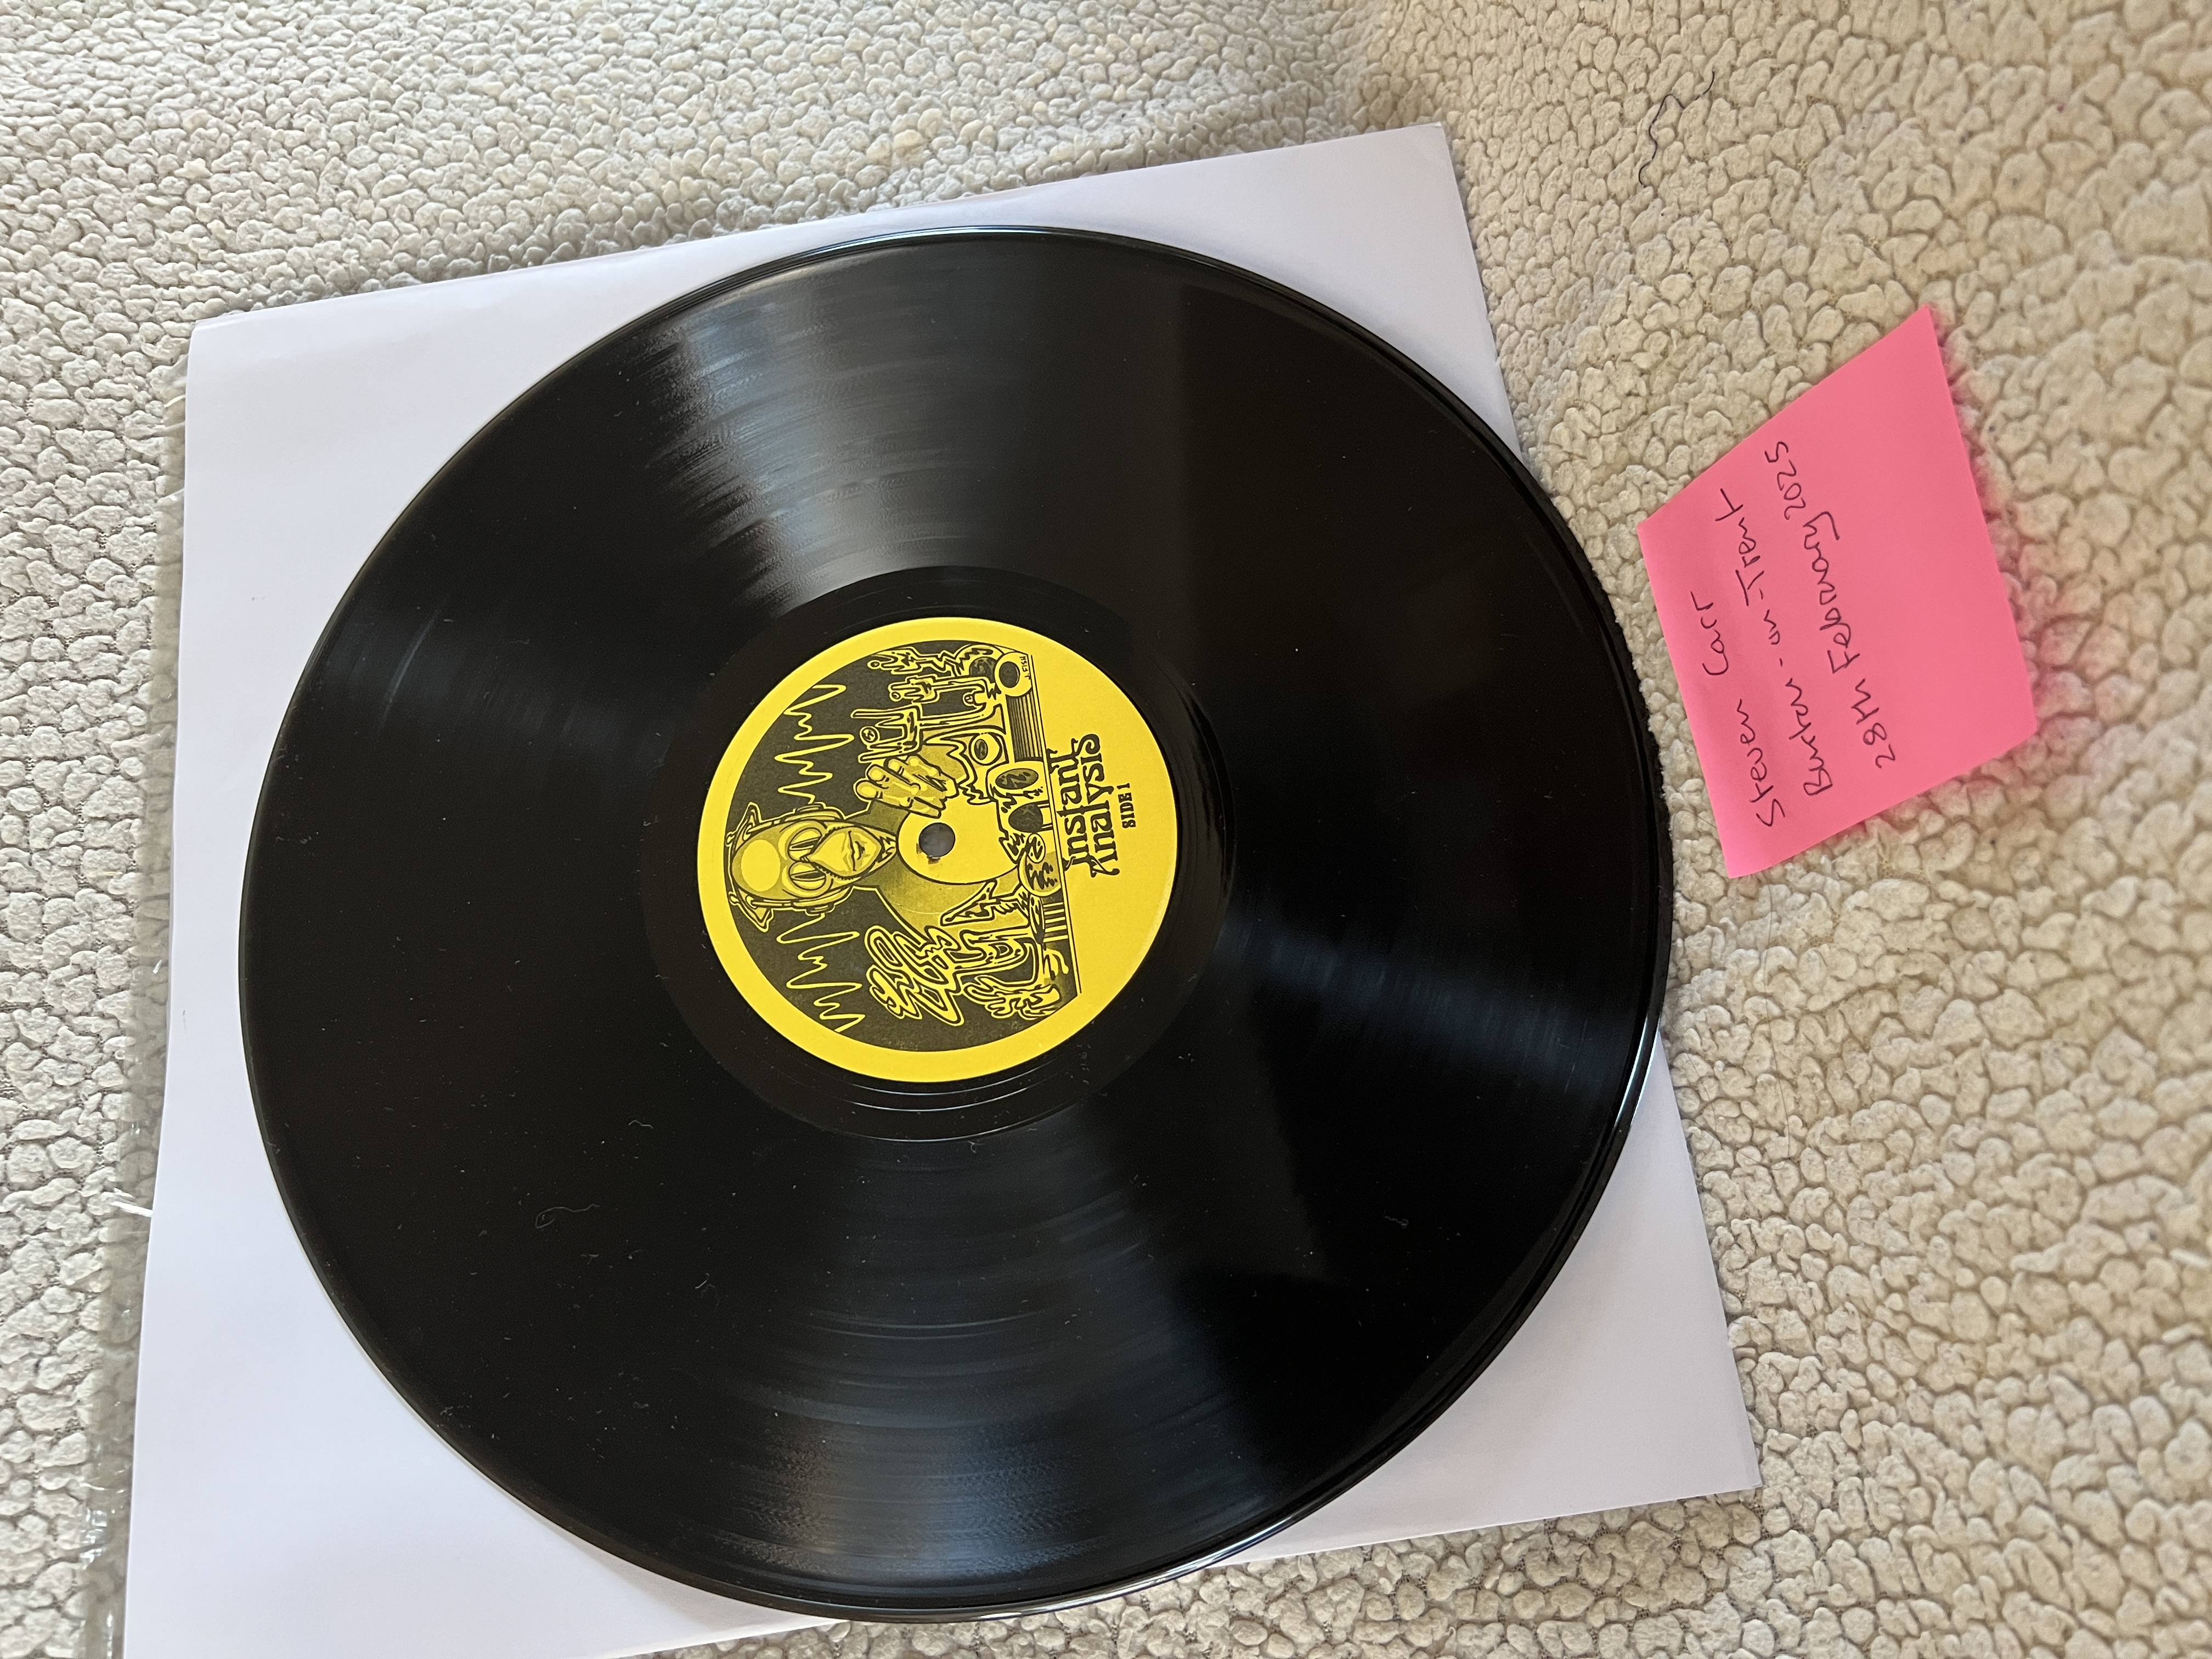 Instant
Analysis
SIDE 1
Steven Carr
Burton-on-Trent
28th February 2025